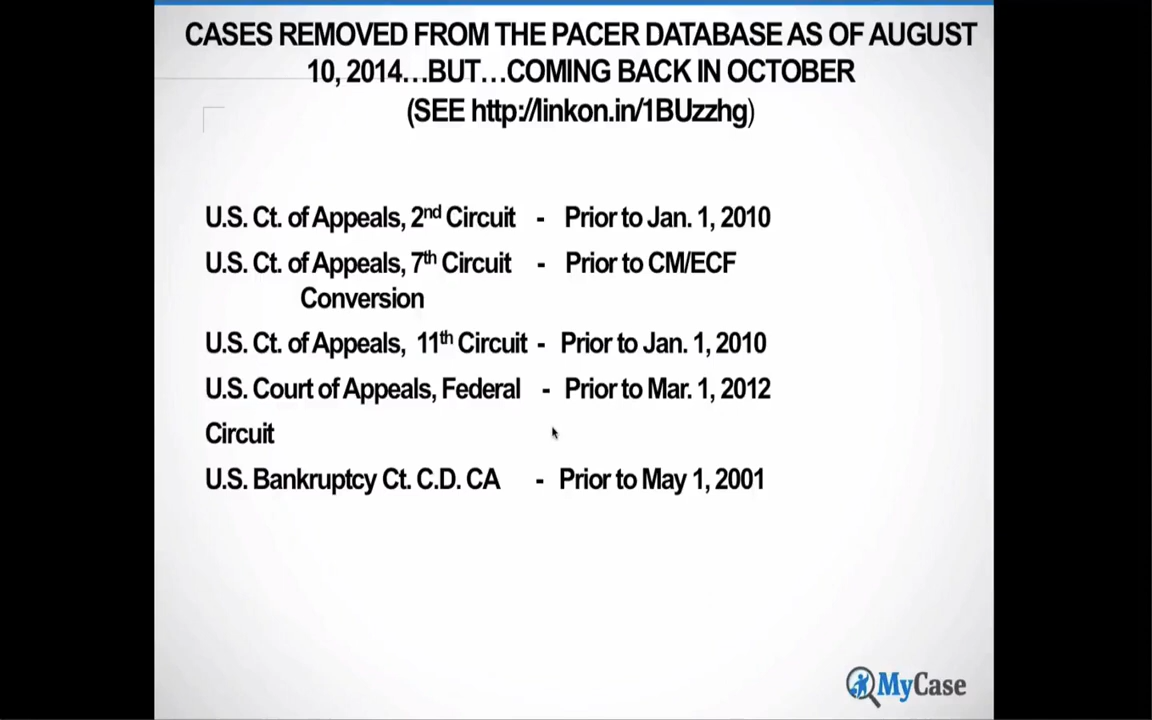 CASES REMOVED FROM THE PACER DATABASE AS OF AUGUST
10, 2014...BUT...COMING BACK IN OCTOBER
(SEE http://linkon.in/1BUzzhg)
U.S. Ct. of Appeals, 2nd Circuit - Prior to Jan. 1, 2010
U.S. Ct. of Appeals, 7th Circuit - Prior to CM/ECF
Conversion
U.S. Ct. of Appeals, 11th Circuit - Prior to Jan. 1, 2010
U.S. Court of Appeals, Federal - Prior to Mar. 1, 2012
Circuit
U.S. Bankruptcy Ct. C.D. CA - Prior to May 1, 2001
MyCase